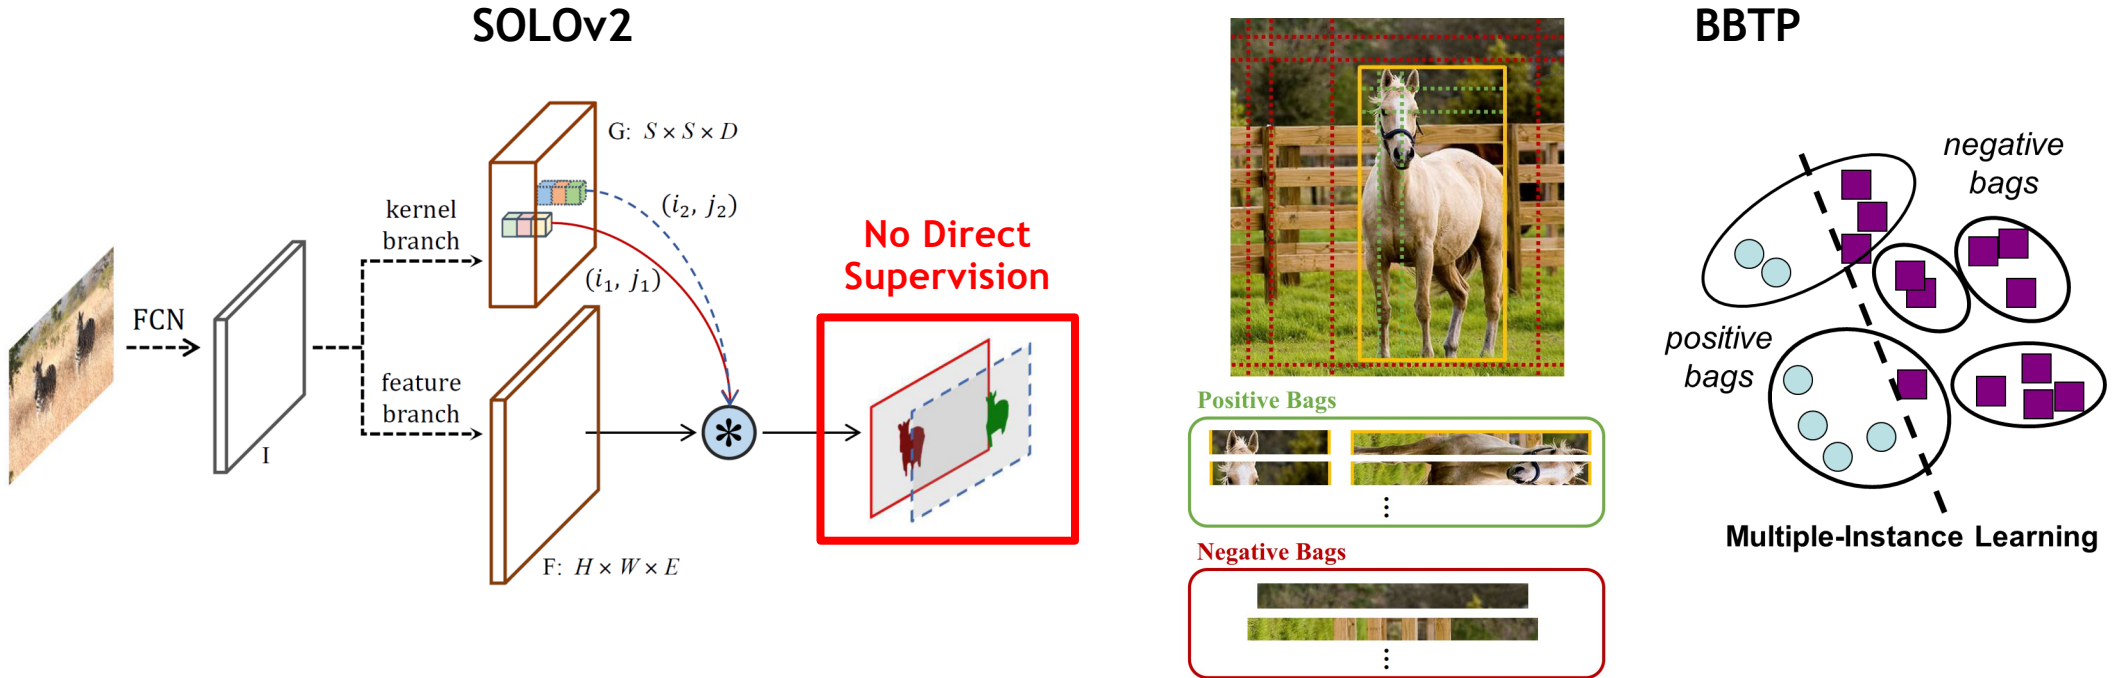 SOLOv2
BBTP
G: S × S × D
kernel
branch
(i₂, j₂)
(i₁, j₁)
No Direct
Supervision
FCN
feature
branch
I
*
F: H × W × E
Positive Bags
⋮
Negative Bags
⋮
negative
bags
positive
bags
Multiple-Instance Learning